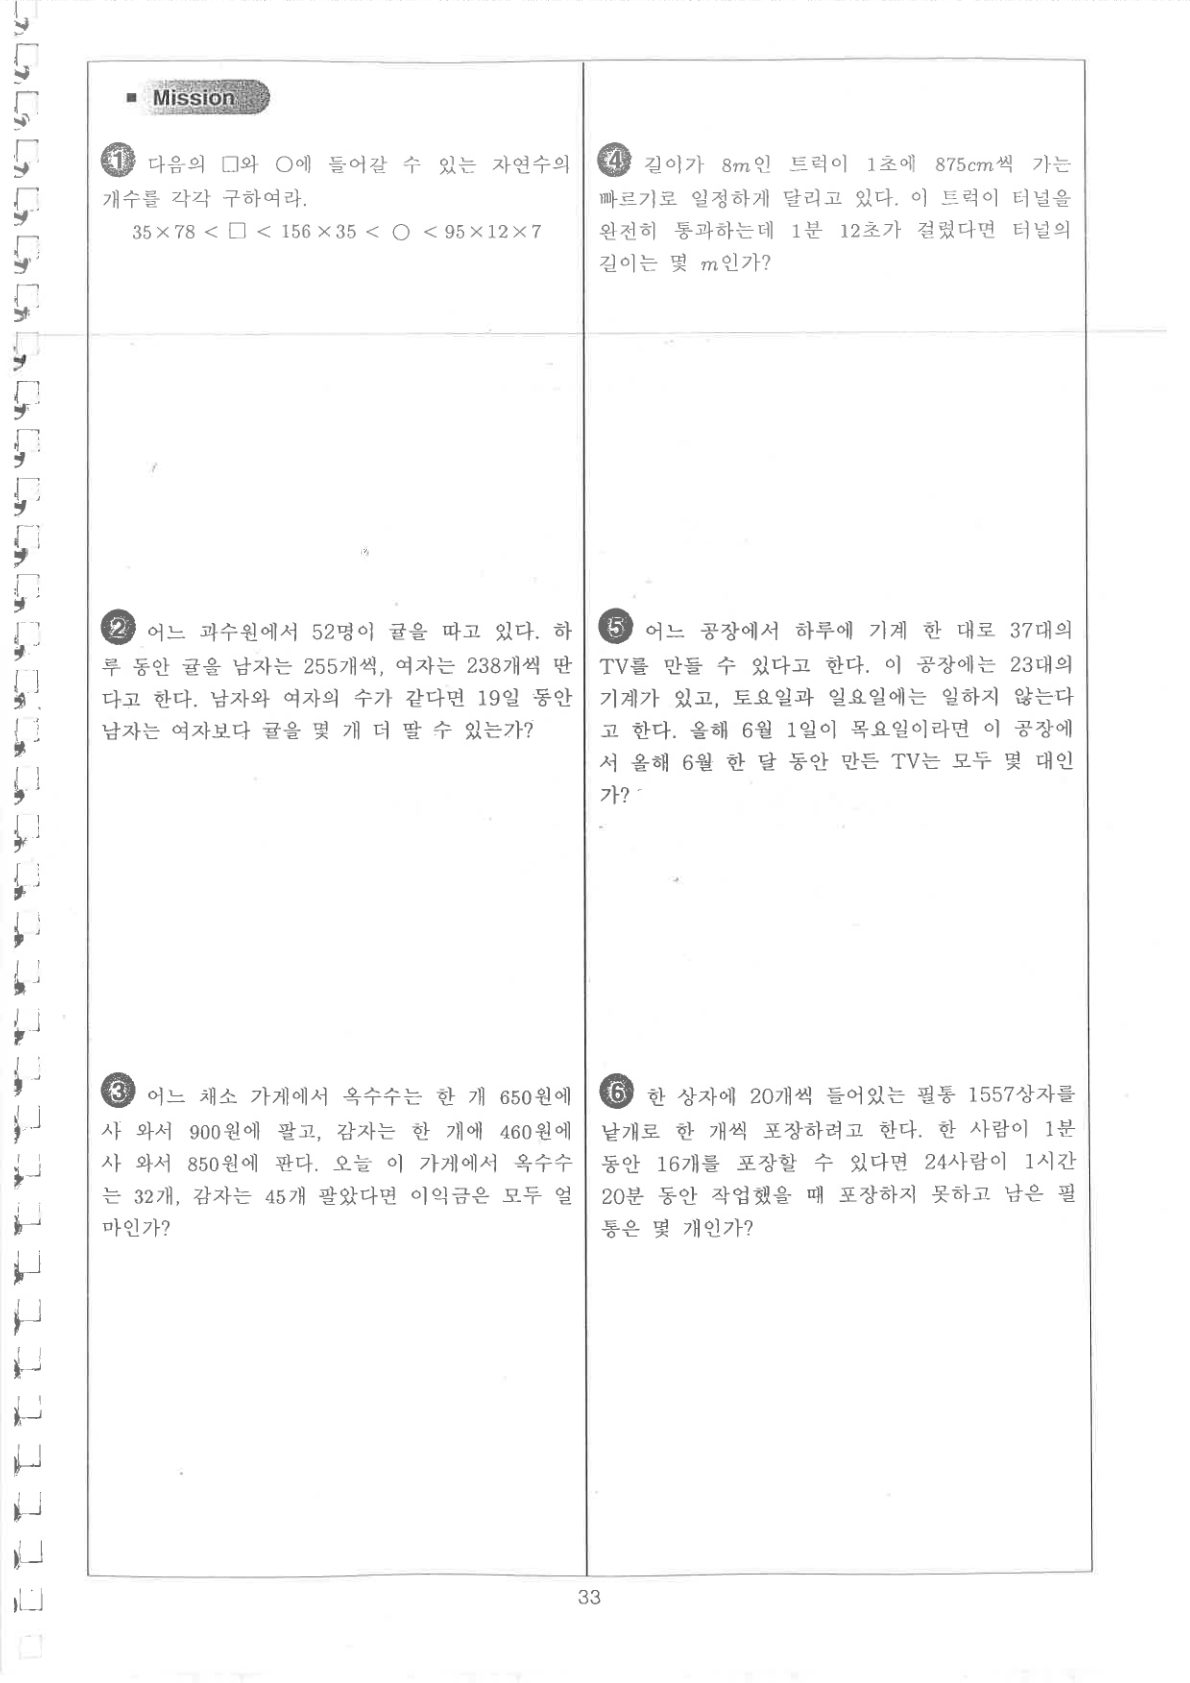 ■ Mission
1 다음의 □와 ○에 들어갈 수 있는 자연수의
개수를 각각 구하여라.
35×78 < □ < 156×35 < ○ < 95×12×7
2 어느 과수원에서 52명이 귤을 따고 있다. 하
루 동안 귤을 남자는 255개씩, 여자는 238개씩 딴
다고 한다. 남자와 여자의 수가 같다면 19일 동안
남자는 여자보다 귤을 몇 개 더 딸 수 있는가?
3 어느 채소 가게에서 옥수수는 한 개 650원에
사 와서 900원에 팔고, 감자는 한 개에 460원에
사 와서 850원에 판다. 오늘 이 가게에서 옥수수
는 32개, 감자는 45개 팔았다면 이익금은 모두 얼
마인가?
4 길이가 8m인 트럭이 1초에 875cm씩 가는
빠르기로 일정하게 달리고 있다. 이 트럭이 터널을
완전히 통과하는데 1분 12초가 걸렸다면 터널의
길이는 몇 m인가?
5 어느 공장에서 하루에 기계 한 대로 37대의
TV를 만들 수 있다고 한다. 이 공장에는 23대의
기계가 있고, 토요일과 일요일에는 일하지 않는다
고 한다. 올해 6월 1일이 목요일이라면 이 공장에
서 올해 6월 한 달 동안 만든 TV는 모두 몇 대인
가?
6 한 상자에 20개씩 들어있는 필통 1557상자를
낱개로 한 개씩 포장하려고 한다. 한 사람이 1분
동안 16개를 포장할 수 있다면 24사람이 1시간
20분 동안 작업했을 때 포장하지 못하고 남은 필
통은 몇 개인가?
33